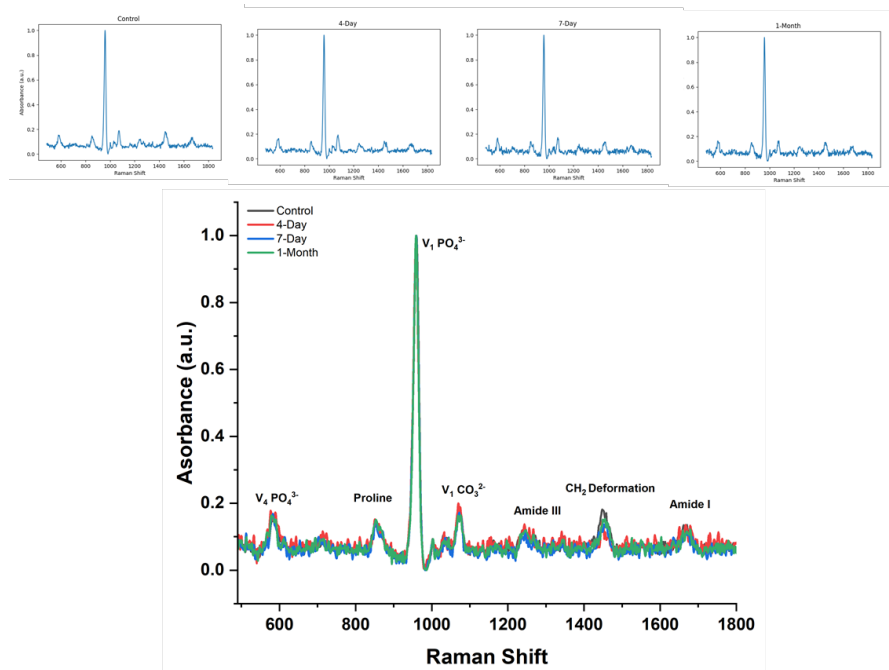 Control
4-Day
7-Day
1-Month
Absorbance (a.u.)
1.0
0.8
0.6
0.4
0.2
0.0
600 800 1000 1200 1400 1600 1800
Raman Shift
1.0
0.8
0.6
0.4
0.2
0.0
600 800 1000 1200 1400 1600 1800
Raman Shift
1.0
0.8
0.6
0.4
0.2
0.0
600 800 1000 1200 1400 1600 1800
Raman Shift
1.0
0.8
0.6
0.4
0.2
0.0
600 800 1000 1200 1400 1600 1800
Raman Shift
Control
4-Day
7-Day
1-Month
V₁ PO₄³⁻
V₄ PO₄³⁻
Proline
V₁ CO₃²⁻
Amide III
CH₂ Deformation
Amide I
Asorbance (a.u.)
1.0
0.8
0.6
0.4
0.2
0.0
600 800 1000 1200 1400 1600 1800
Raman Shift